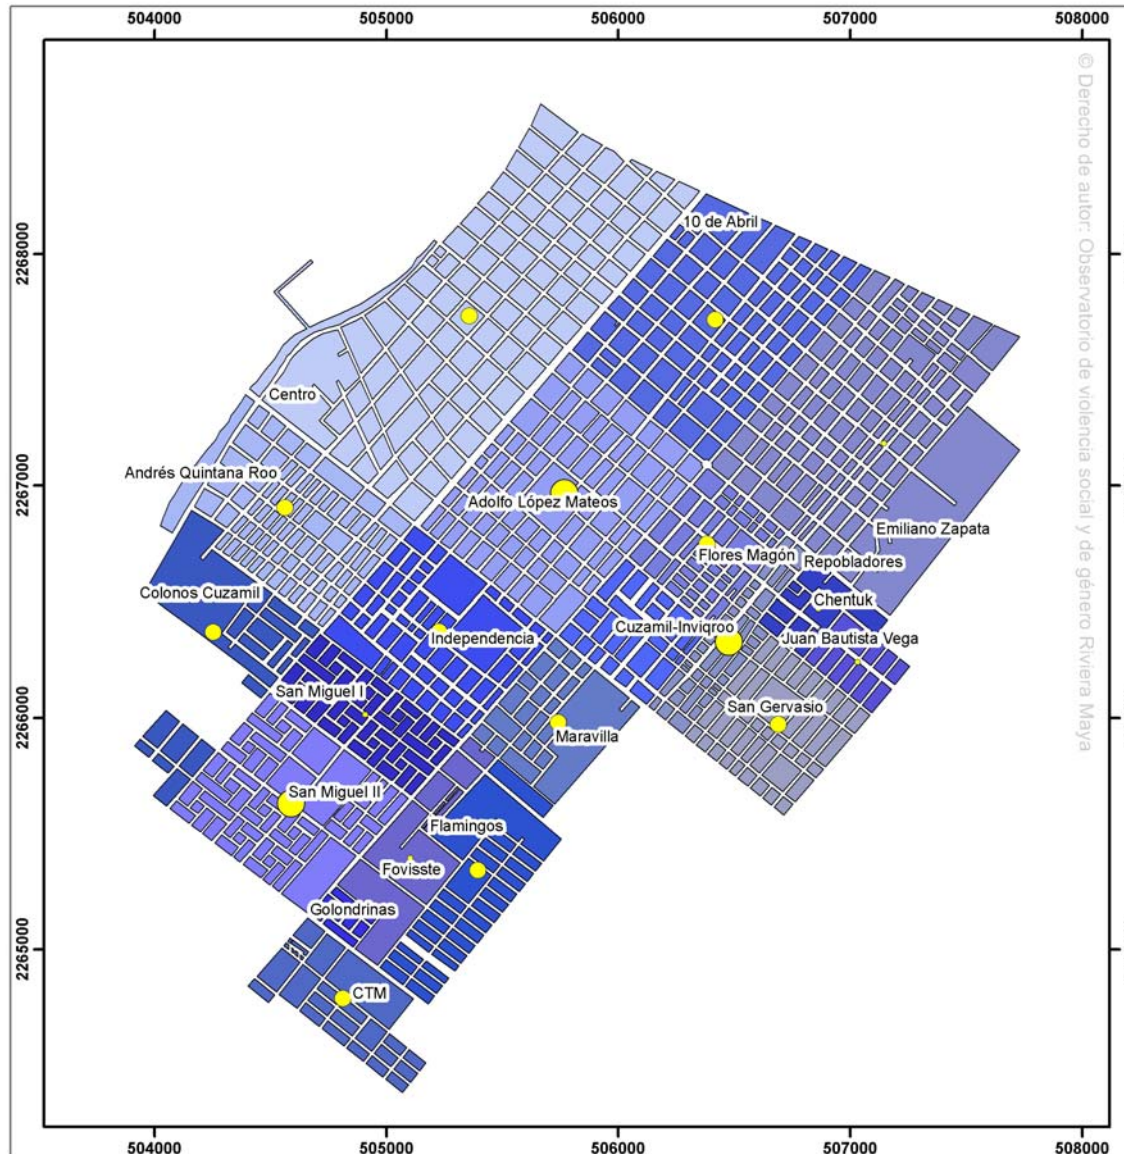 504000
505000
506000
507000
508000
© Derecho de autor: Observatorio de violencia social y de género Riviera Maya
10 de Abril
2268000
Centro
Andrés Quintana Roo
2267000
Adolfo López Mateos
Emiliano Zapata
Flores Magón
Repobladores
Colonos Cuzamil
Chentuk
Cuzamil-Inviqroo
Independencia
Juan Bautista Vega
San Miguel I
San Gervasio
2266000
Maravilla
San Miguel II
Flamingos
Fovisste
Golondrinas
2265000
CTM
504000
505000
506000
507000
508000